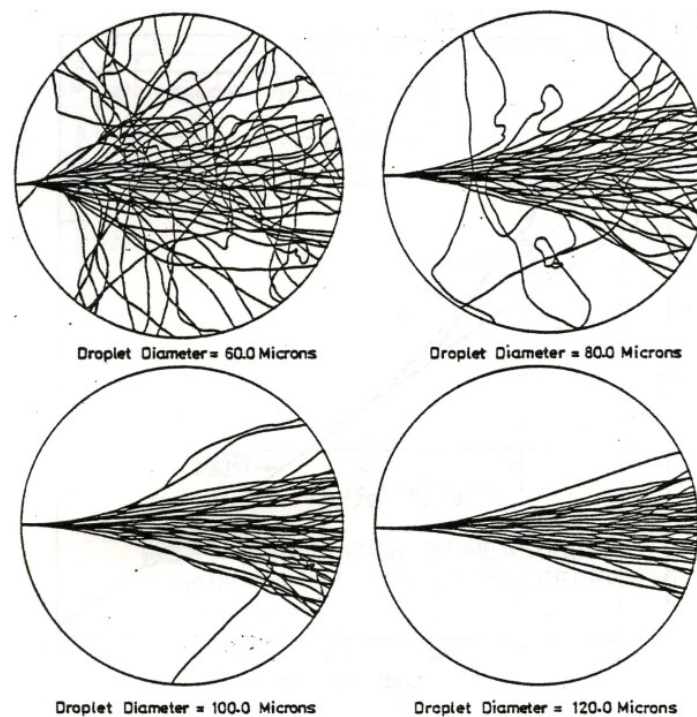 Droplet Diameter = 60.0 Microns
Droplet Diameter = 80.0 Microns
Droplet Diameter = 100.0 Microns
Droplet Diameter = 120.0 Microns